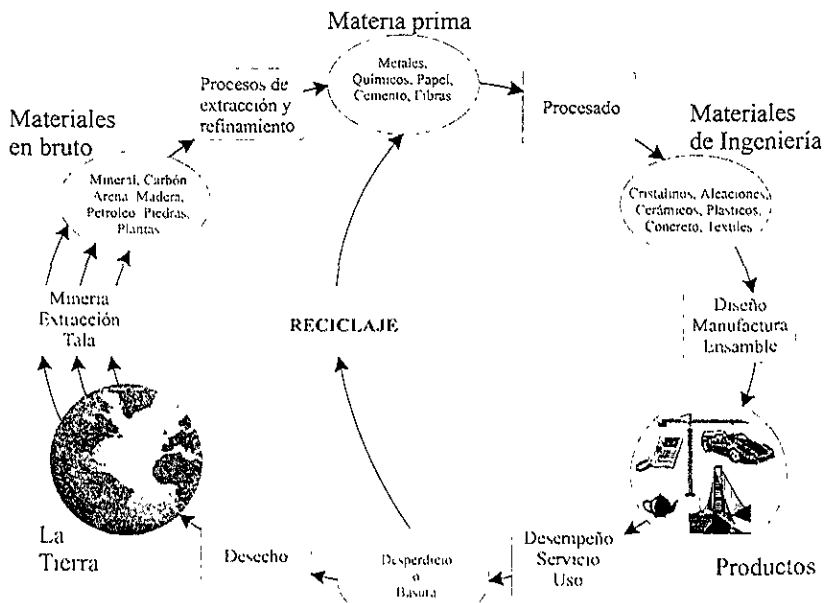 Materia prima
Metales,
Químicos, Papel,
Cemento, Fibras
Procesos de
extracción y
refinamiento
Procesado
Materiales
en bruto
Mineral, Carbón
Arena Madera,
Petroleo Piedras,
Plantas
Materiales
de Ingeniería
Cristalinos, Aleaciones,
Cerámicos, Plasticos,
Concreto, Textiles
Minería
Extracción
Tala
RECICLAJE
Diseño
Manufactura
Ensamble
La
Tierra
Desecho
Desperdicio
o
Basura
Desempeño
Servicio
Uso
Productos